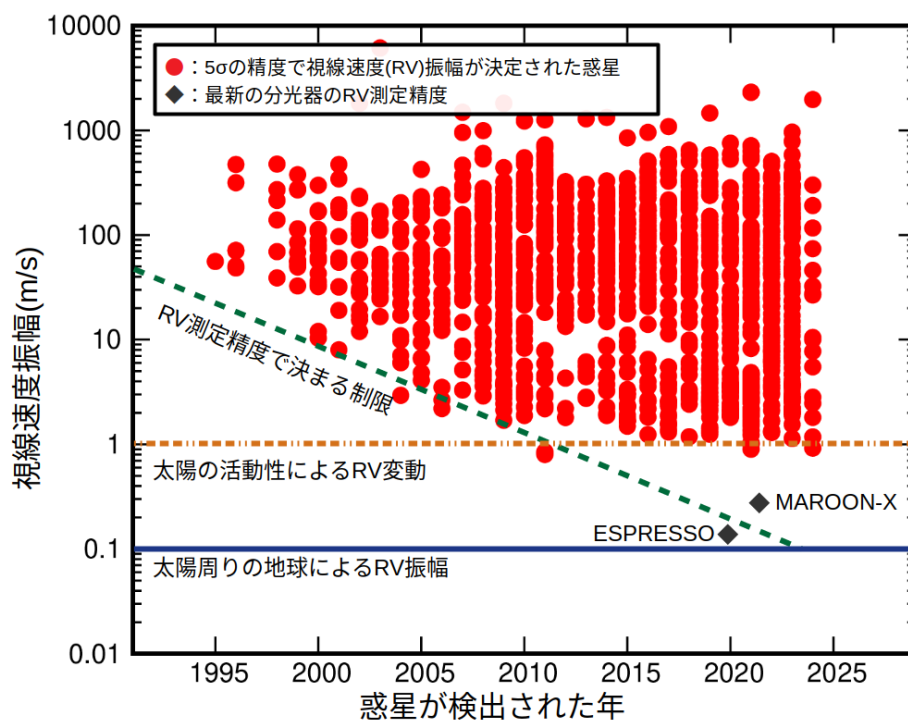 10000
1000
100
10
1
0.1
0.01
視線速度振幅(m/s)
：5σの精度で視線速度(RV)振幅が決定された惑星
：最新の分光器のRV測定精度
RV測定精度で決まる制限
太陽の活動性によるRV変動
MAROON-X
ESPRESSO
太陽周りの地球によるRV振幅
1995 2000 2005 2010 2015 2020 2025
惑星が検出された年